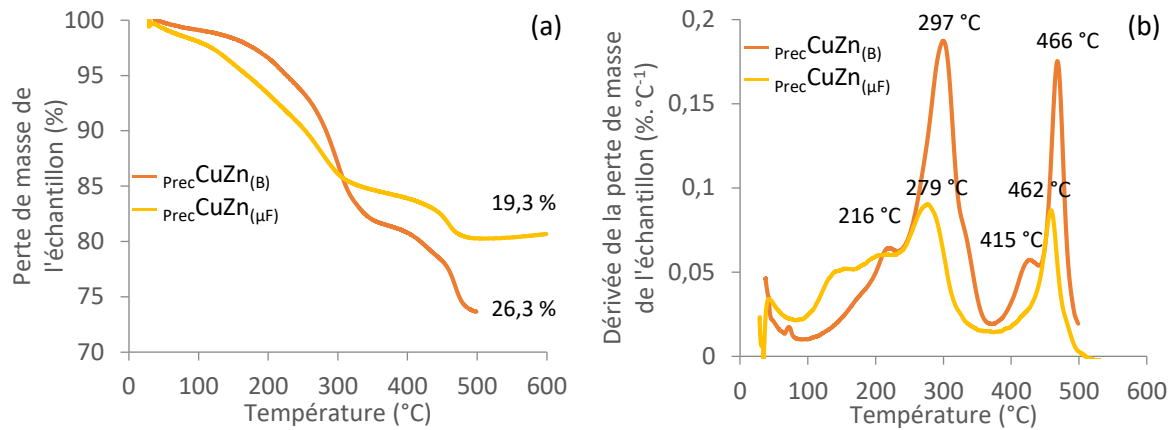 (a)
Perte de masse de
l'échantillon (%)
100
95
90
85
80
75
70
PrecCuZn(B)
PrecCuZn(µF)
19,3 %
26,3 %
0 100 200 300 400 500 600
Température (°C)
(b)
Dérivée de la perte de masse
de l'échantillon (%.°C-1)
0,2
0,15
0,1
0,05
0
PrecCuZn(B)
PrecCuZn(µF)
297 °C
466 °C
279 °C
462 °C
216 °C
415 °C
0 100 200 300 400 500 600
Température (°C)